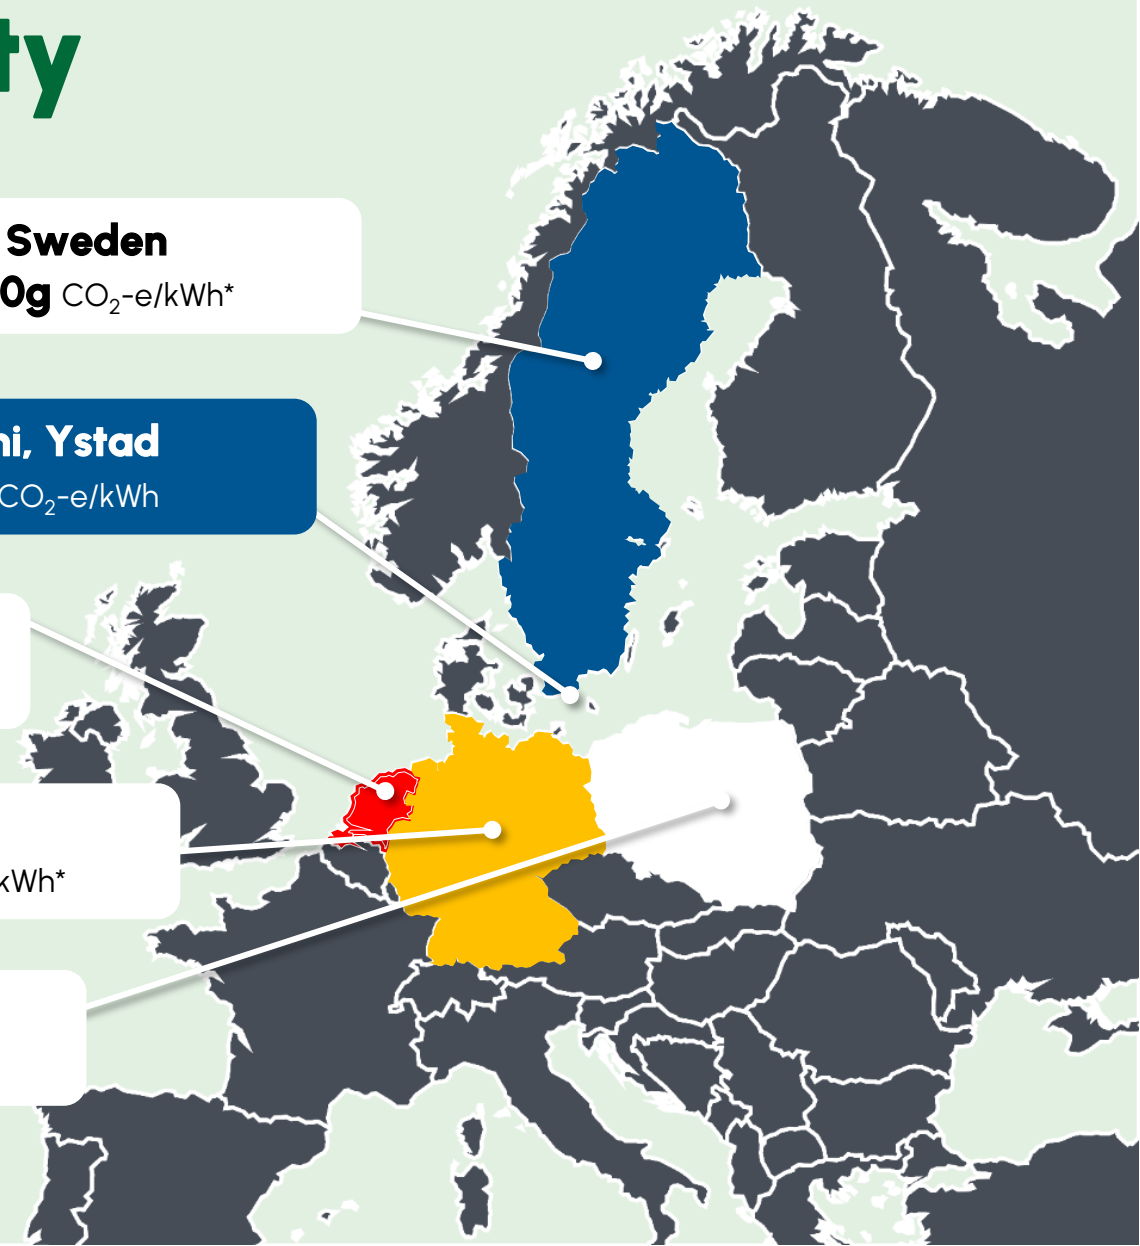 ty
Sweden
0g CO₂-e/kWh*
ni, Ystad
CO₂-e/kWh
kWh*